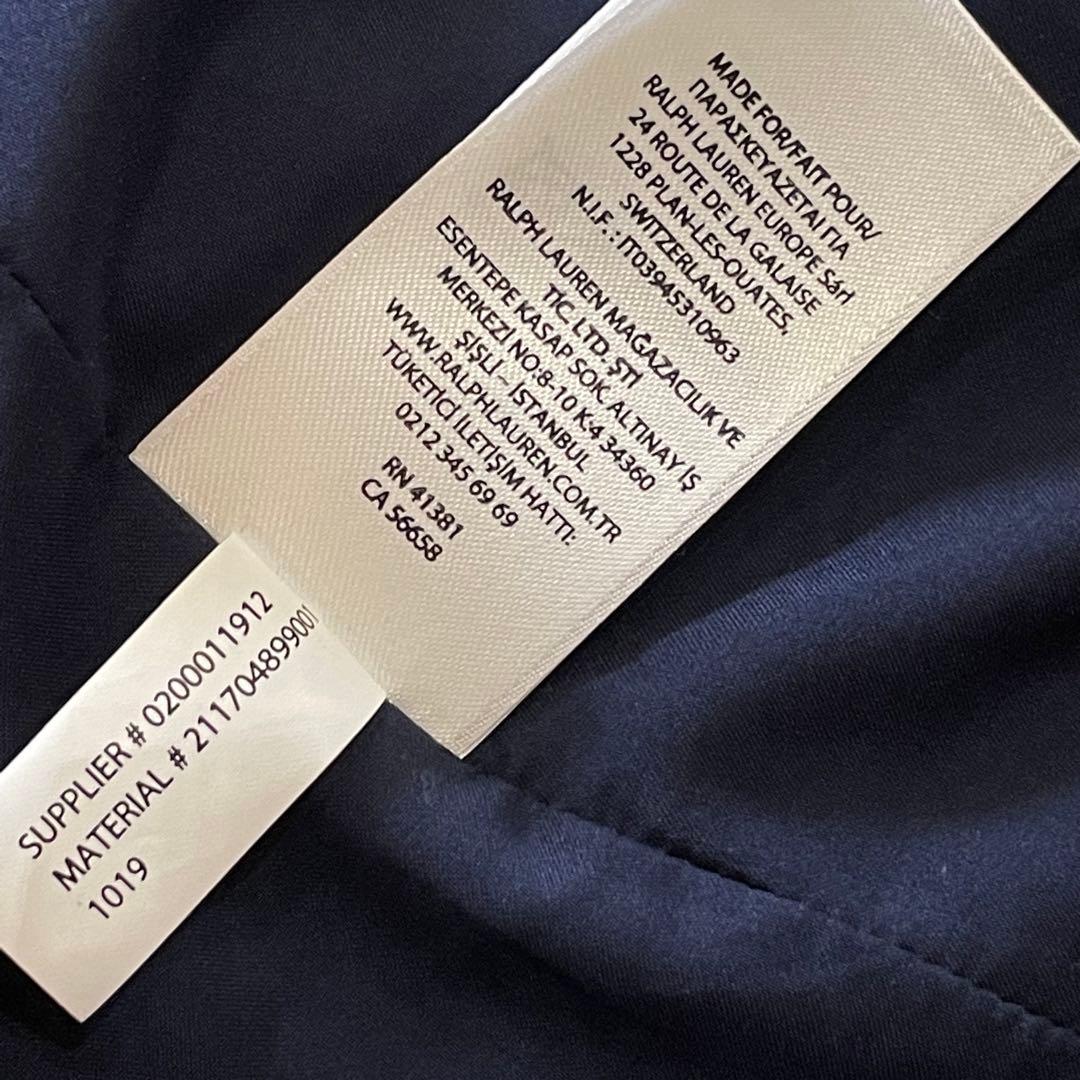 MADE FOR/FAIT POUR/
ΠΑΡΑΣΚΕΥΑΖΕΤΑΙ ΓΙΑ
RALPH LAUREN EUROPE Sárl
24 ROUTE DE LA GALAISE
1228 PLAN-LES-OUATES,
SWITZERLAND
N.I.F. : IT03945310963
RALPH LAUREN MAĞAZACILIK VE
TİC. LTD. ŞTİ
ESENTEPE KASAP SOK. ALTINAY İŞ
MERKEZİ NO:8-10 K:4 34360
ŞİŞLİ – İSTANBUL
WWW.RALPHLAUREN.COM.TR
TÜKETİCİ İLETİŞİM HATTI:
0212 345 69 69
RN 41381
CA 56658
SUPPLIER # 0200011912
MATERIAL # 211704899001
1019